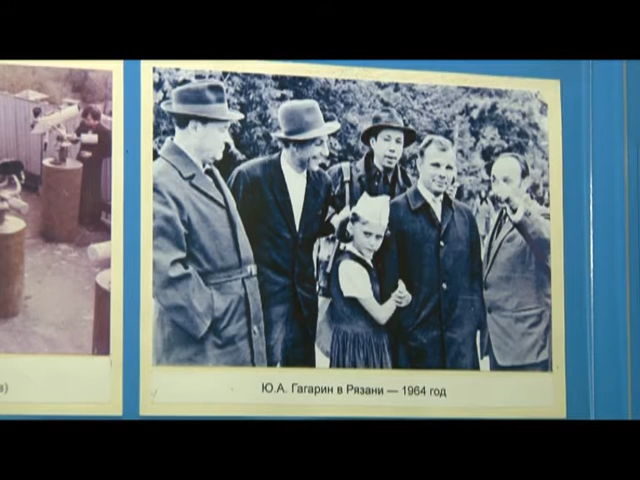 в)
Ю.А. Гагарин в Рязани — 1964 год